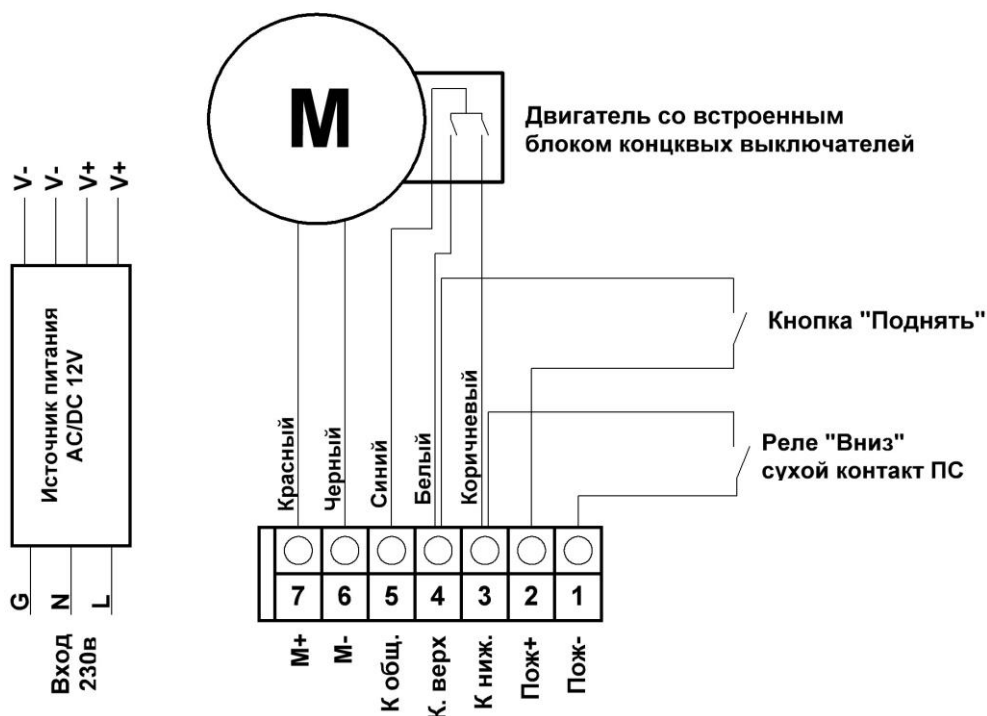 M
Двигатель со встроенным
блоком концквых выключателей
V-
V-
V+
V+
Источник питания
AC/DC 12V
G
N
L
Вход
230в
Кнопка "Поднять"
Реле "Вниз"
сухой контакт ПС
Красный
Черный
Синий
Белый
Коричневый
7
6
5
4
3
2
1
М+
М-
К общ.
К. верх
К ниж.
Пож+
Пож-